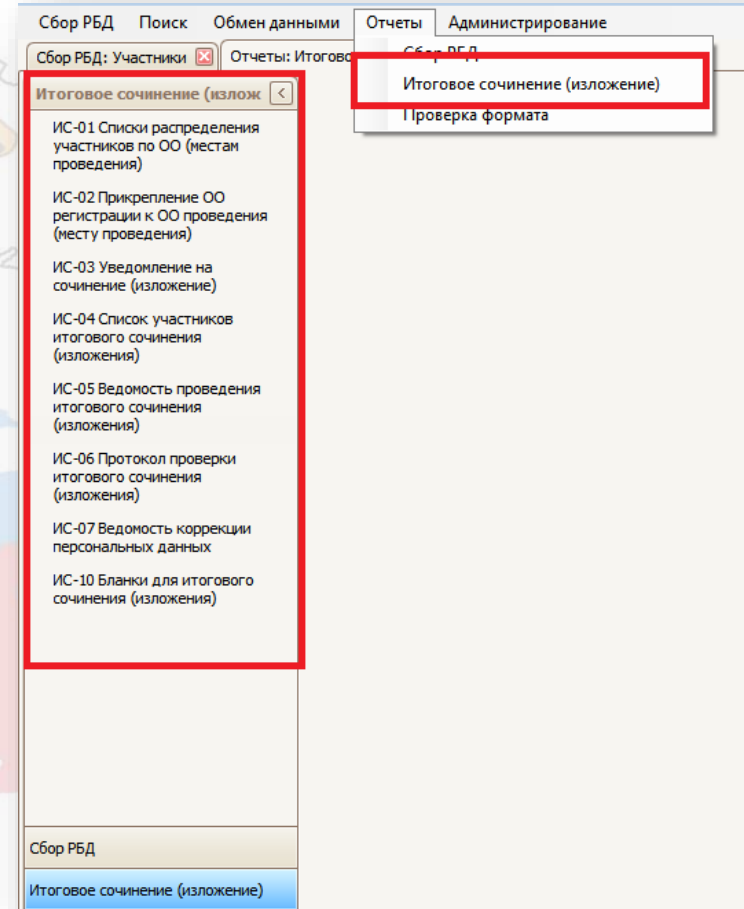 Сбор РБД Поиск Обмен данными Отчеты Администрирование
Сбор РБД: Участники Отчеты: Итогово
Сбор РБД
Итоговое сочинение (изложение)
Проверка формата
Итоговое сочинение (излож
ИС-01 Списки распределения
участников по ОО (местам
проведения)
ИС-02 Прикрепление ОО
регистрации к ОО проведения
(месту проведения)
ИС-03 Уведомление на
сочинение (изложение)
ИС-04 Список участников
итогового сочинения
(изложения)
ИС-05 Ведомость проведения
итогового сочинения
(изложения)
ИС-06 Протокол проверки
итогового сочинения
(изложения)
ИС-07 Ведомость коррекции
персональных данных
ИС-10 Бланки для итогового
сочинения (изложения)
Сбор РБД
Итоговое сочинение (изложение)